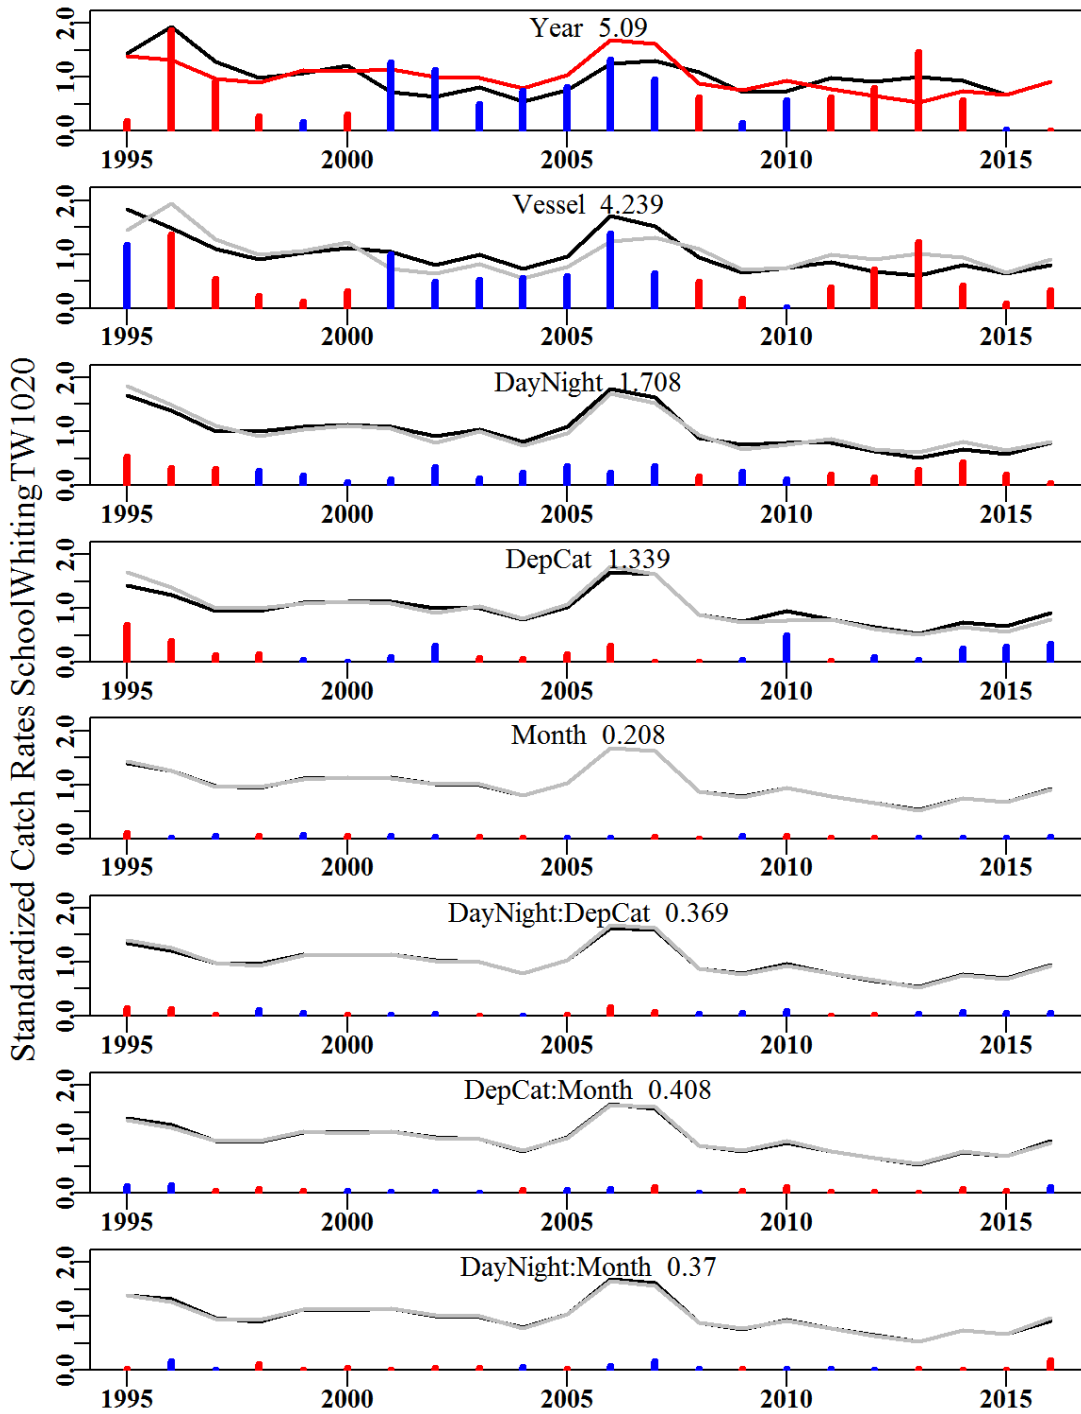 Standardized Catch Rates SchoolWhitingTW1020
Year 5.09
0.0 1.0 2.0
1995 2000 2005 2010 2015
Vessel 4.239
0.0 1.0 2.0
1995 2000 2005 2010 2015
DayNight 1.708
0.0 1.0 2.0
1995 2000 2005 2010 2015
DepCat 1.339
0.0 1.0 2.0
1995 2000 2005 2010 2015
Month 0.208
0.0 1.0 2.0
1995 2000 2005 2010 2015
DayNight:DepCat 0.369
0.0 1.0 2.0
1995 2000 2005 2010 2015
DepCat:Month 0.408
0.0 1.0 2.0
1995 2000 2005 2010 2015
DayNight:Month 0.37
0.0 1.0 2.0
1995 2000 2005 2010 2015